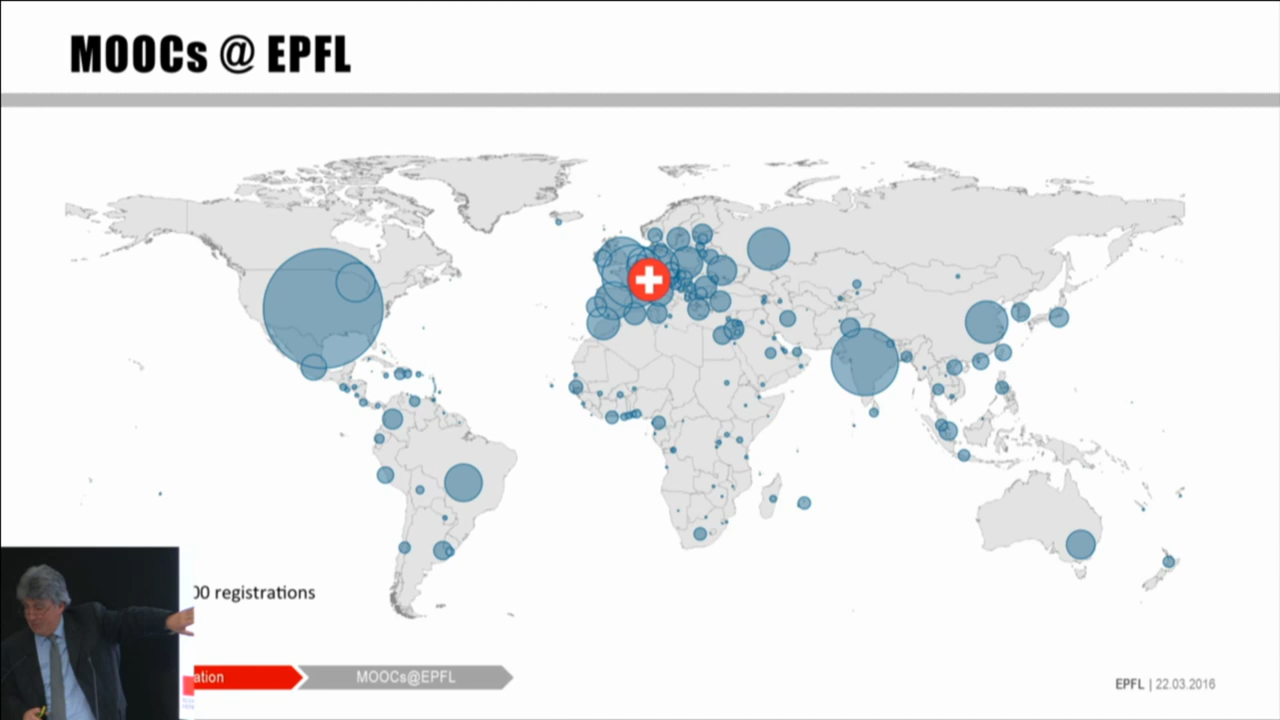 MOOCs @ EPFL
00 registrations
ation
MOOCs@EPFL
EPFL | 22.03.2016